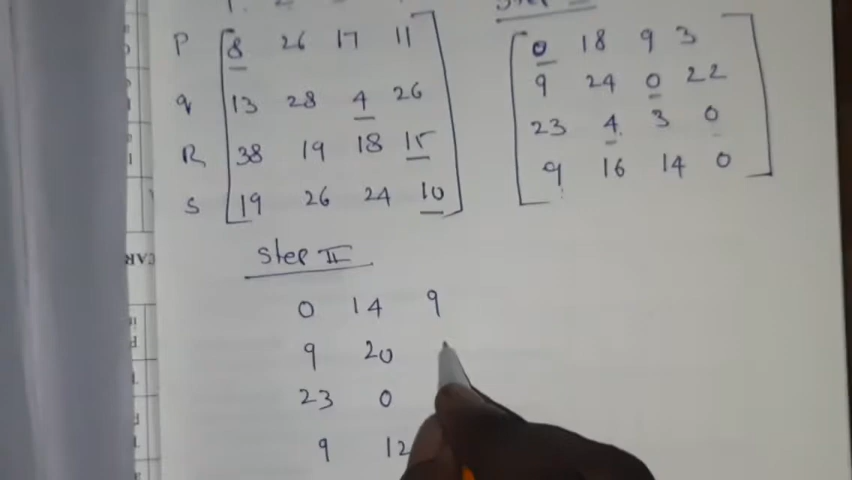 P 8 26 17 11
q 13 28 4 26
R 38 19 18 15
S 19 26 24 10
0 18 9 3
9 24 0 22
23 4 3 0
9 16 14 0
Step II
0 14 9
9 20
23 0
9 12